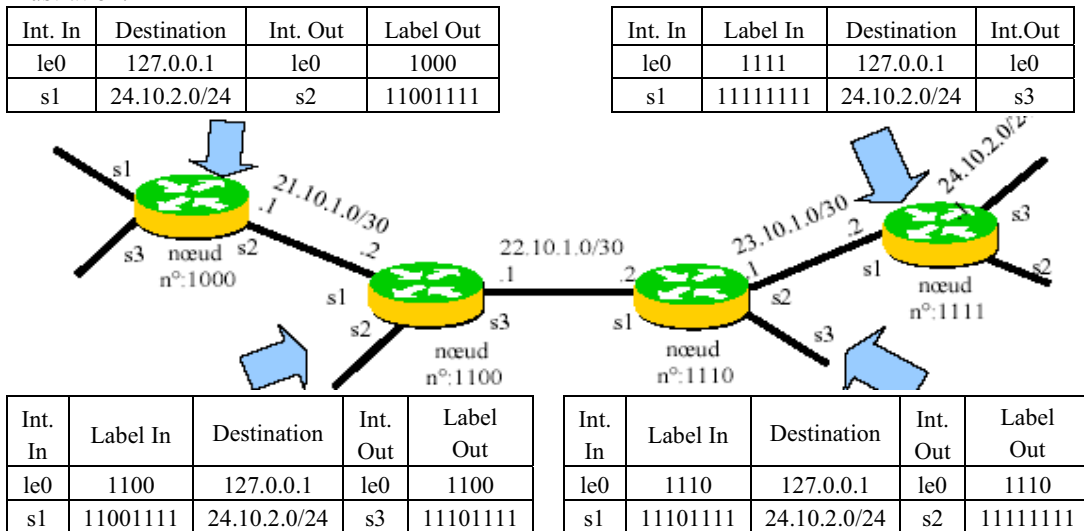 Int. In Destination Int. Out Label Out
le0 127.0.0.1 le0 1000
s1 24.10.2.0/24 s2 11001111
Int. In Label In Destination Int.Out
le0 1111 127.0.0.1 le0
s1 11111111 24.10.2.0/24 s3
s1
s3
nœud
n°:1000
s2
.1
21.10.1.0/30
.2
s1
s2
s3
nœud
n°:1100
.1
22.10.1.0/30
.2
s1
nœud
n°:1110
.1
s2
s3
23.10.1.0/30
.2
s1
nœud
n°:1111
.1
24.10.2.0/24
s3
s2
Int. In Label In Destination Int. Out Label Out
le0 1100 127.0.0.1 le0 1100
s1 11001111 24.10.2.0/24 s3 11101111
Int. In Label In Destination Int. Out Label Out
le0 1110 127.0.0.1 le0 1110
s1 11101111 24.10.2.0/24 s2 11111111